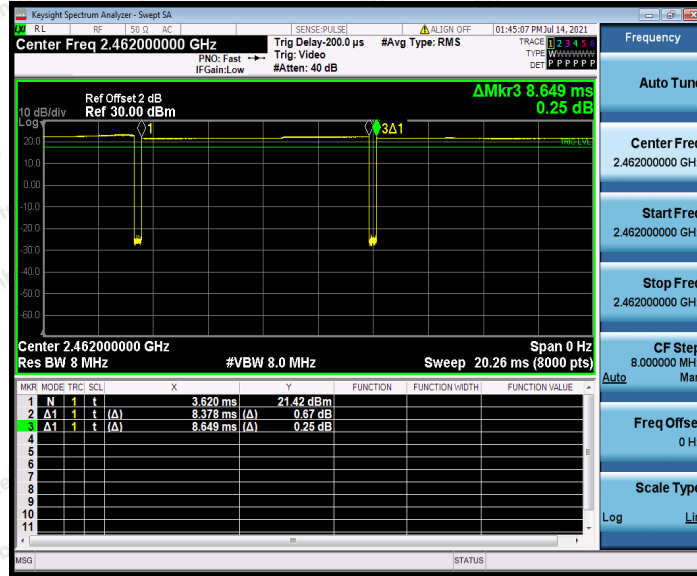 Keysight Spectrum Analyzer - Swept SA
RL RF 50 Ω AC SENSE:PULSE ALIGN OFF 01:45:07 PM Jul 14, 2021
Center Freq 2.462000000 GHz
PNO: Fast
IFGain:Low
Trig Delay-200.0 µs
Trig: Video
#Atten: 40 dB
#Avg Type: RMS
TRACE 1 2 3 4 5 6
TYPE WWWWWW
DET P P P P P P
ΔMkr3 8.649 ms
0.25 dB
Ref Offset 2 dB
10 dB/div Ref 30.00 dBm
Log
1
3Δ1
20.0
TRIG LVL
10.0
0.00
-10.0
-20.0
-30.0
-40.0
-50.0
-60.0
Center 2.462000000 GHz Span 0 Hz
Res BW 8 MHz #VBW 8.0 MHz Sweep 20.26 ms (8000 pts)
MKR MODE TRC SCL X Y FUNCTION FUNCTION WIDTH FUNCTION VALUE
1 N 1 t 3.620 ms 21.42 dBm
2 Δ1 1 t (Δ) 8.378 ms (Δ) 0.67 dB
3 Δ1 1 t (Δ) 8.649 ms (Δ) 0.25 dB
4
5
6
7
8
9
10
11
MSG STATUS
Frequency
Auto Tune
Center Freq
2.462000000 GH
Start Freq
2.462000000 GH
Stop Freq
2.462000000 GH
CF Step
8.000000 MH
Auto Man
Freq Offse
0 H
Scale Type
Log Lin